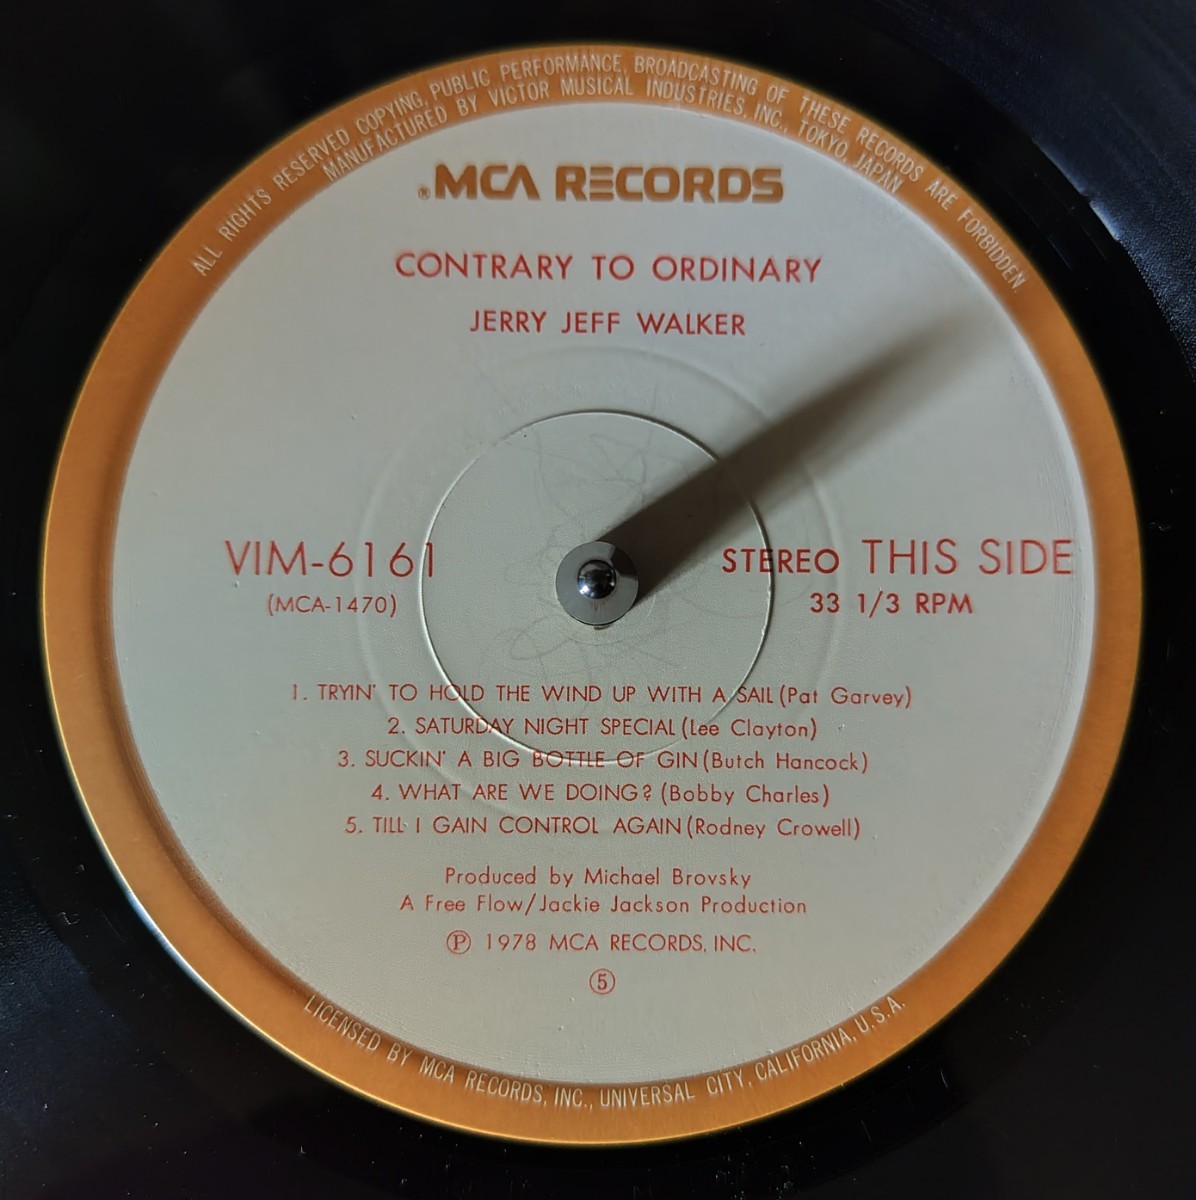 ALL RIGHTS RESERVED COPYING, PUBLIC PERFORMANCE, BROADCASTING OF THESE RECORDS ARE FORBIDDEN.
MANUFACTURED BY VICTOR MUSICAL INDUSTRIES, INC., TOKYO, JAPAN
®MCA RECORDS
CONTRARY TO ORDINARY
JERRY JEFF WALKER
VIM-6161
(MCA-1470)
STEREO THIS SIDE
33 1/3 RPM
1. TRYIN' TO HOLD THE WIND UP WITH A SAIL (Pat Garvey)
2. SATURDAY NIGHT SPECIAL (Lee Clayton)
3. SUCKIN' A BIG BOTTLE OF GIN (Butch Hancock)
4. WHAT ARE WE DOING? (Bobby Charles)
5. TILL I GAIN CONTROL AGAIN (Rodney Crowell)
Produced by Michael Brovsky
A Free Flow/Jackie Jackson Production
Ⓟ 1978 MCA RECORDS, INC.
⑤
LICENSED BY MCA RECORDS, INC., UNIVERSAL CITY, CALIFORNIA, U.S.A.